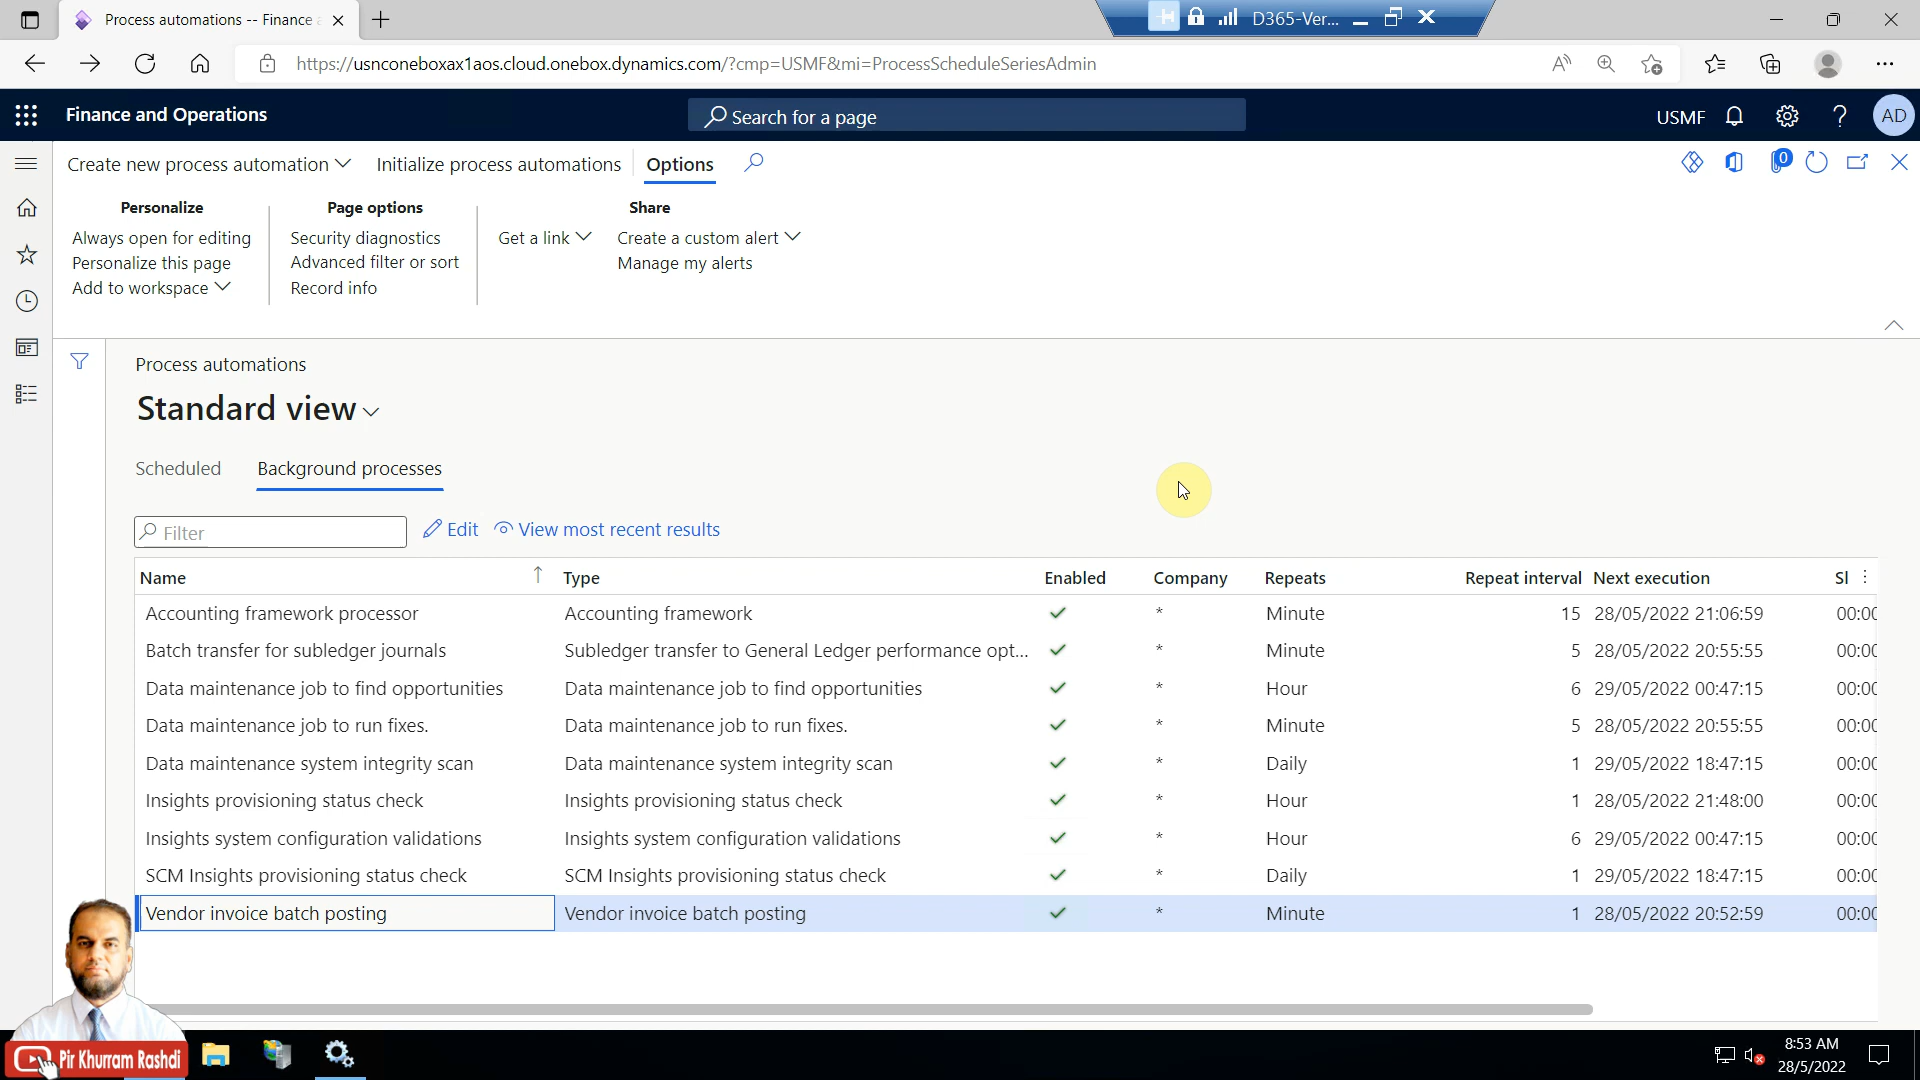 Process automations -- Finance a
D365-Ver...
https://usnconeboxax1aos.cloud.onebox.dynamics.com/?cmp=USMF&mi=ProcessScheduleSeriesAdmin
Finance and Operations
Search for a page
USMF
AD
Create new process automation
Initialize process automations
Options
0
Personalize
Always open for editing
Personalize this page
Add to workspace
Page options
Security diagnostics
Advanced filter or sort
Record info
Share
Get a link
Create a custom alert
Manage my alerts
Process automations
Standard view
Scheduled
Background processes
Filter
Edit
View most recent results
Name Type Enabled Company Repeats Repeat interval Next execution Sl
Accounting framework processor Accounting framework * Minute 15 28/05/2022 21:06:59 00:00
Batch transfer for subledger journals Subledger transfer to General Ledger performance opt... * Minute 5 28/05/2022 20:55:55 00:00
Data maintenance job to find opportunities Data maintenance job to find opportunities * Hour 6 29/05/2022 00:47:15 00:00
Data maintenance job to run fixes. Data maintenance job to run fixes. * Minute 5 28/05/2022 20:55:55 00:00
Data maintenance system integrity scan Data maintenance system integrity scan * Daily 1 29/05/2022 18:47:15 00:00
Insights provisioning status check Insights provisioning status check * Hour 1 28/05/2022 21:48:00 00:00
Insights system configuration validations Insights system configuration validations * Hour 6 29/05/2022 00:47:15 00:00
SCM Insights provisioning status check SCM Insights provisioning status check * Daily 1 29/05/2022 18:47:15 00:00
Vendor invoice batch posting Vendor invoice batch posting * Minute 1 28/05/2022 20:52:59 00:00
Pir Khurram Rashdi
8:53 AM
28/5/2022